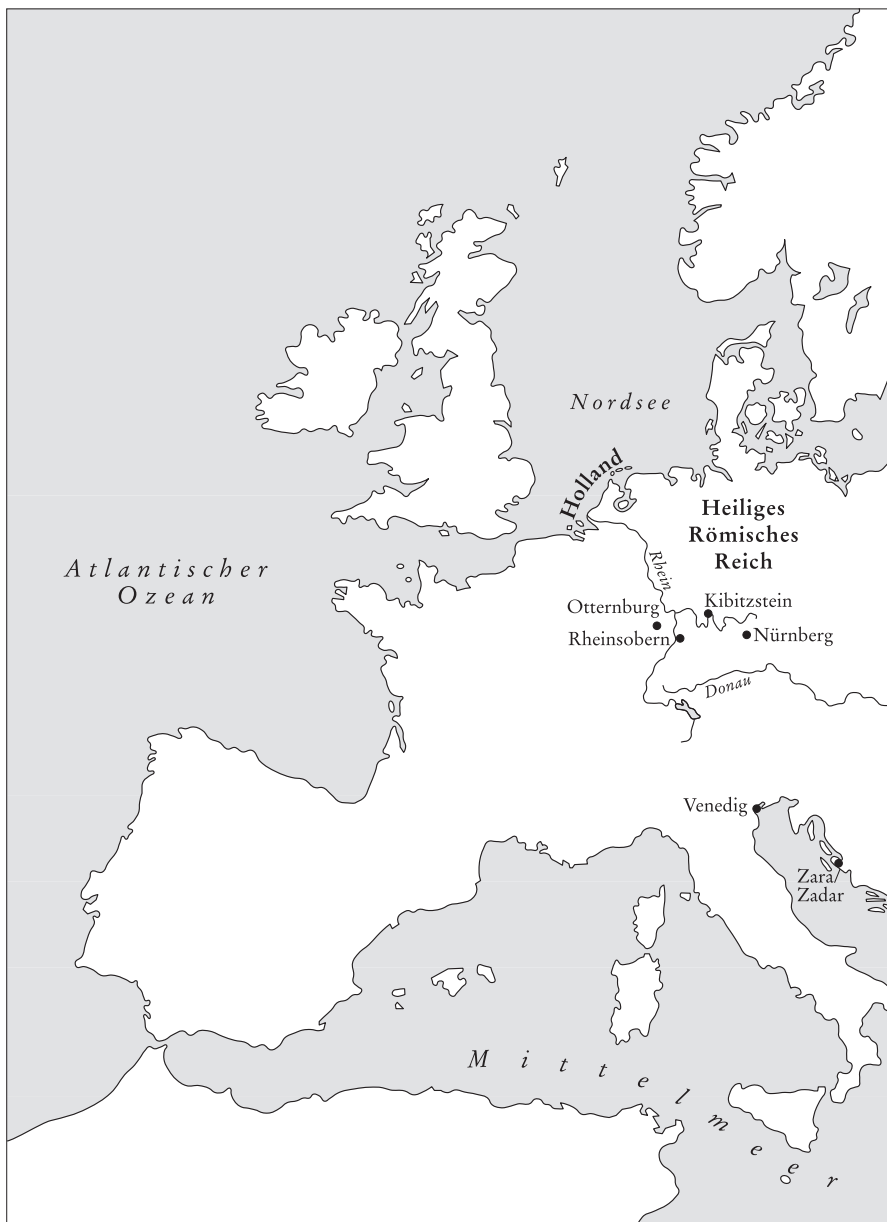 Nordsee
Holland
Heiliges
Römisches
Reich
Atlantischer
Ozean
Rhein
Otternburg
Kibitzstein
Rheinsobern
Nürnberg
Donau
Venedig
Zara/
Zadar
Mittelmeer